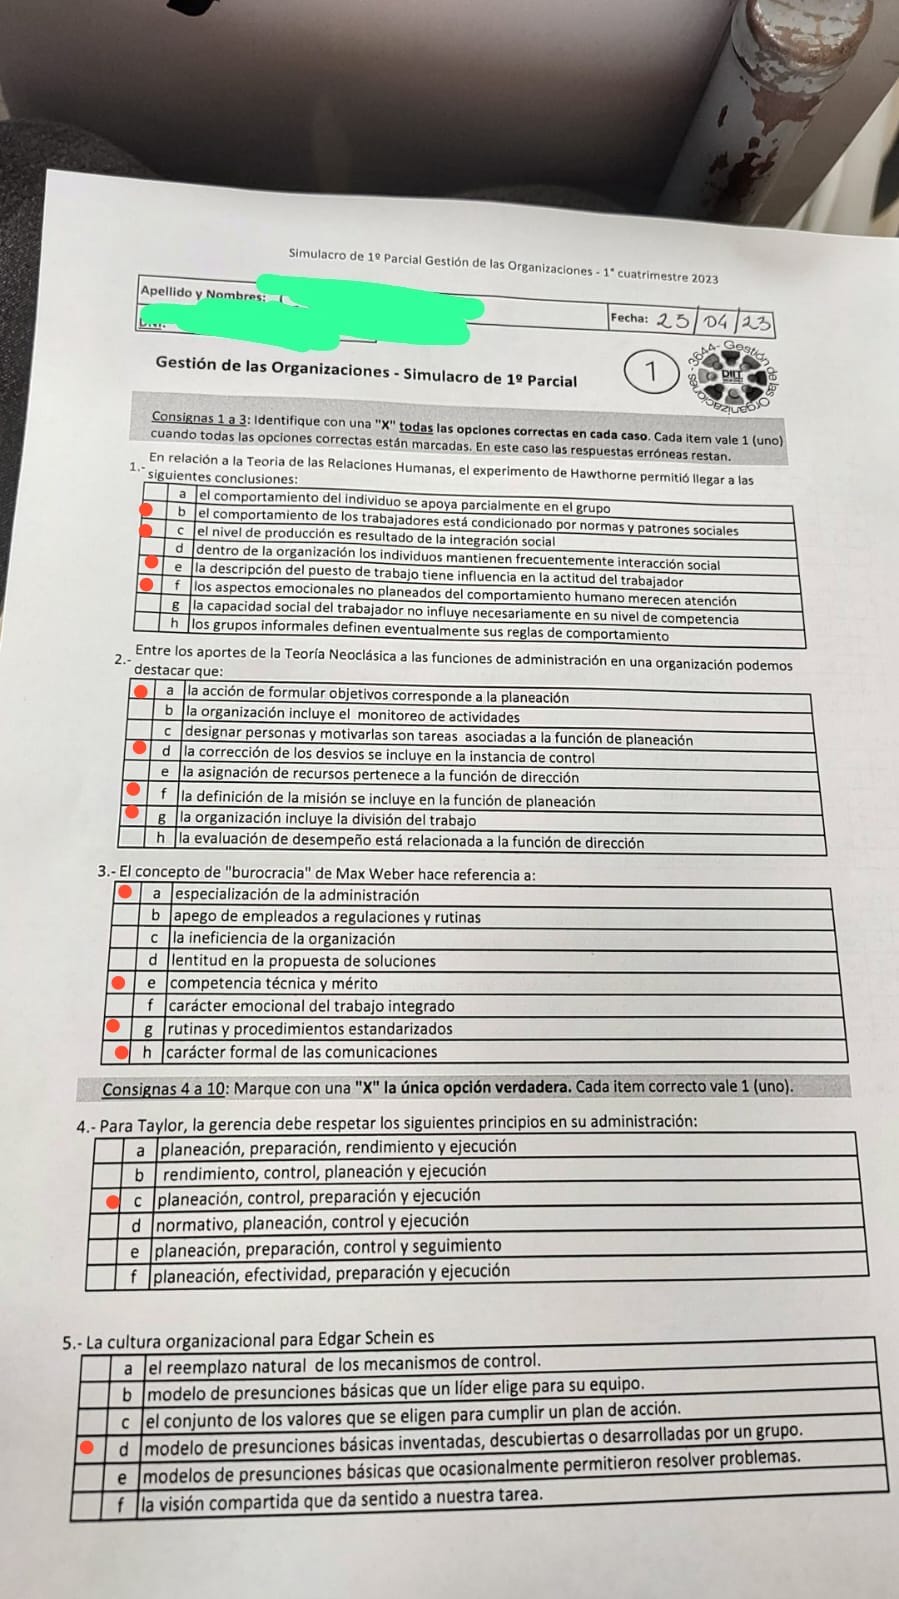 Simulacro de 1º Parcial Gestión de las Organizaciones - 1° cuatrimestre 2023
Apellido y Nombres:
Fecha: 25/04/23
Gestión de las Organizaciones - Simulacro de 1º Parcial
1
3644- Gestión de las Organizaciones -
DIIT
Consignas 1 a 3: Identifique con una "X" todas las opciones correctas en cada caso. Cada item vale 1 (uno)
cuando todas las opciones correctas están marcadas. En este caso las respuestas erróneas restan.
1.- En relación a la Teoria de las Relaciones Humanas, el experimento de Hawthorne permitió llegar a las
siguientes conclusiones:
a el comportamiento del individuo se apoya parcialmente en el grupo
b el comportamiento de los trabajadores está condicionado por normas y patrones sociales
c el nivel de producción es resultado de la integración social
d dentro de la organización los individuos mantienen frecuentemente interacción social
e la descripción del puesto de trabajo tiene influencia en la actitud del trabajador
f los aspectos emocionales no planeados del comportamiento humano merecen atención
g la capacidad social del trabajador no influye necesariamente en su nivel de competencia
h los grupos informales definen eventualmente sus reglas de comportamiento
2.- Entre los aportes de la Teoría Neoclásica a las funciones de administración en una organización podemos
destacar que:
a la acción de formular objetivos corresponde a la planeación
b la organización incluye el monitoreo de actividades
c designar personas y motivarlas son tareas asociadas a la función de planeación
d la corrección de los desvios se incluye en la instancia de control
e la asignación de recursos pertenece a la función de dirección
f la definición de la misión se incluye en la función de planeación
g la organización incluye la división del trabajo
h la evaluación de desempeño está relacionada a la función de dirección
3.- El concepto de "burocracia" de Max Weber hace referencia a:
a especialización de la administración
b apego de empleados a regulaciones y rutinas
c la ineficiencia de la organización
d lentitud en la propuesta de soluciones
e competencia técnica y mérito
f carácter emocional del trabajo integrado
g rutinas y procedimientos estandarizados
h carácter formal de las comunicaciones
Consignas 4 a 10: Marque con una "X" la única opción verdadera. Cada item correcto vale 1 (uno).
4.- Para Taylor, la gerencia debe respetar los siguientes principios en su administración:
a planeación, preparación, rendimiento y ejecución
b rendimiento, control, planeación y ejecución
c planeación, control, preparación y ejecución
d normativo, planeación, control y ejecución
e planeación, preparación, control y seguimiento
f planeación, efectividad, preparación y ejecución
5.- La cultura organizacional para Edgar Schein es
a el reemplazo natural de los mecanismos de control.
b modelo de presunciones básicas que un líder elige para su equipo.
c el conjunto de los valores que se eligen para cumplir un plan de acción.
d modelo de presunciones básicas inventadas, descubiertas o desarrolladas por un grupo.
e modelos de presunciones básicas que ocasionalmente permitieron resolver problemas.
f la visión compartida que da sentido a nuestra tarea.